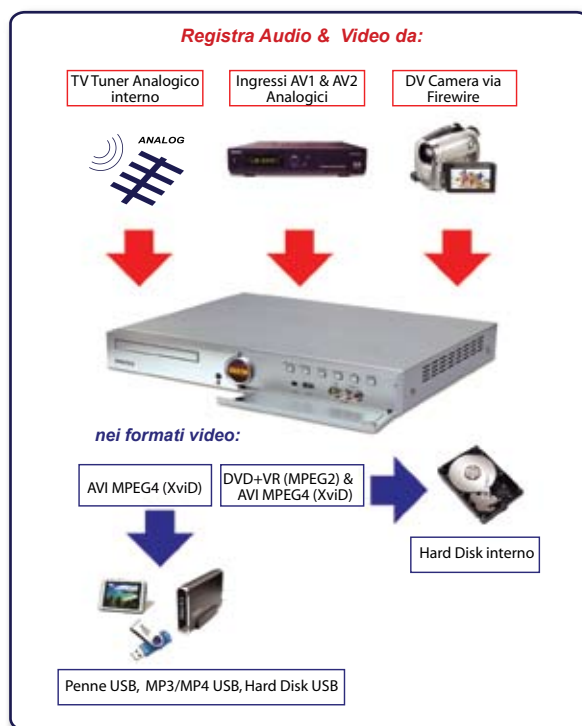 Registra Audio & Video da:
TV Tuner Analogico
interno
Ingressi AV1 & AV2
Analogici
DV Camera via
Firewire
ANALOG
nei formati video:
AVI MPEG4 (XviD)
DVD+VR (MPEG2) &
AVI MPEG4 (XviD)
Hard Disk interno
Penne USB, MP3/MP4 USB, Hard Disk USB